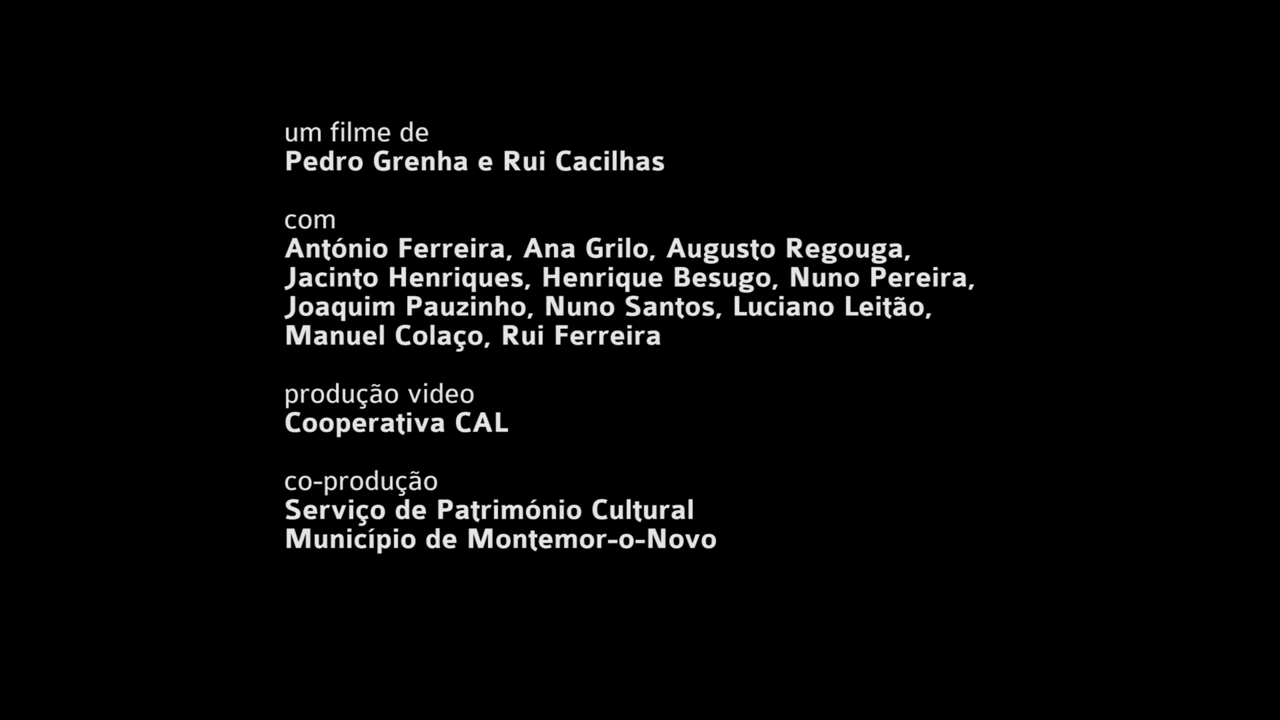 um filme de
Pedro Grenha e Rui Cacilhas
com
António Ferreira, Ana Grilo, Augusto Regouga,
Jacinto Henriques, Henrique Besugo, Nuno Pereira,
Joaquim Pauzinho, Nuno Santos, Luciano Leitão,
Manuel Colaço, Rui Ferreira
produção video
Cooperativa CAL
co-produção
Serviço de Património Cultural
Município de Montemor-o-Novo